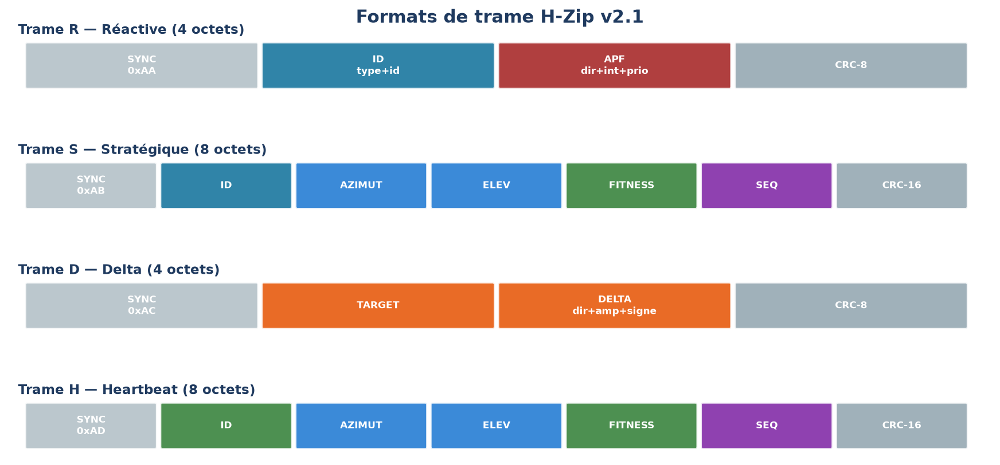 Formats de trame H-Zip v2.1
Trame R — Réactive (4 octets)
SYNC
0xAA
ID
type+id
APF
dir+int+prio
CRC-8
Trame S — Stratégique (8 octets)
SYNC
0xAB
ID
AZIMUT
ELEV
FITNESS
SEQ
CRC-16
Trame D — Delta (4 octets)
SYNC
0xAC
TARGET
DELTA
dir+amp+signe
CRC-8
Trame H — Heartbeat (8 octets)
SYNC
0xAD
ID
AZIMUT
ELEV
FITNESS
SEQ
CRC-16